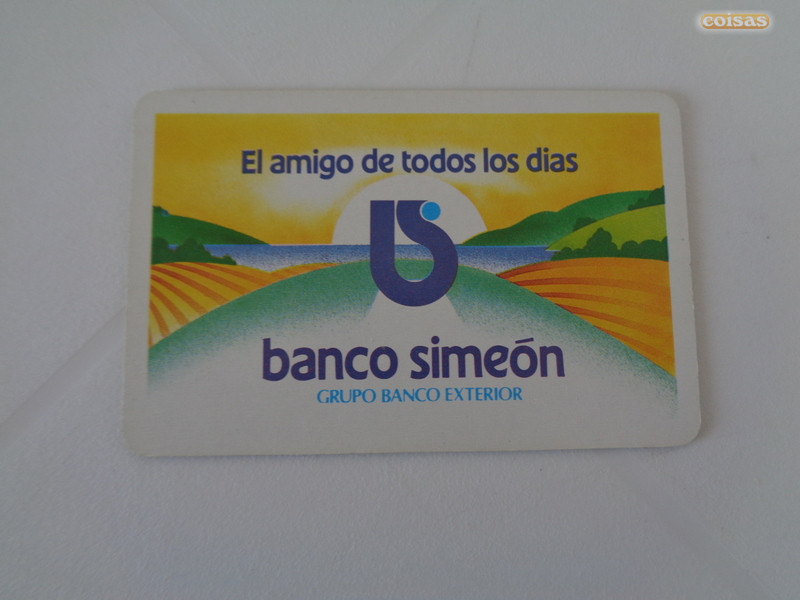 coisas
El amigo de todos los dias
banco simeón
GRUPO BANCO EXTERIOR